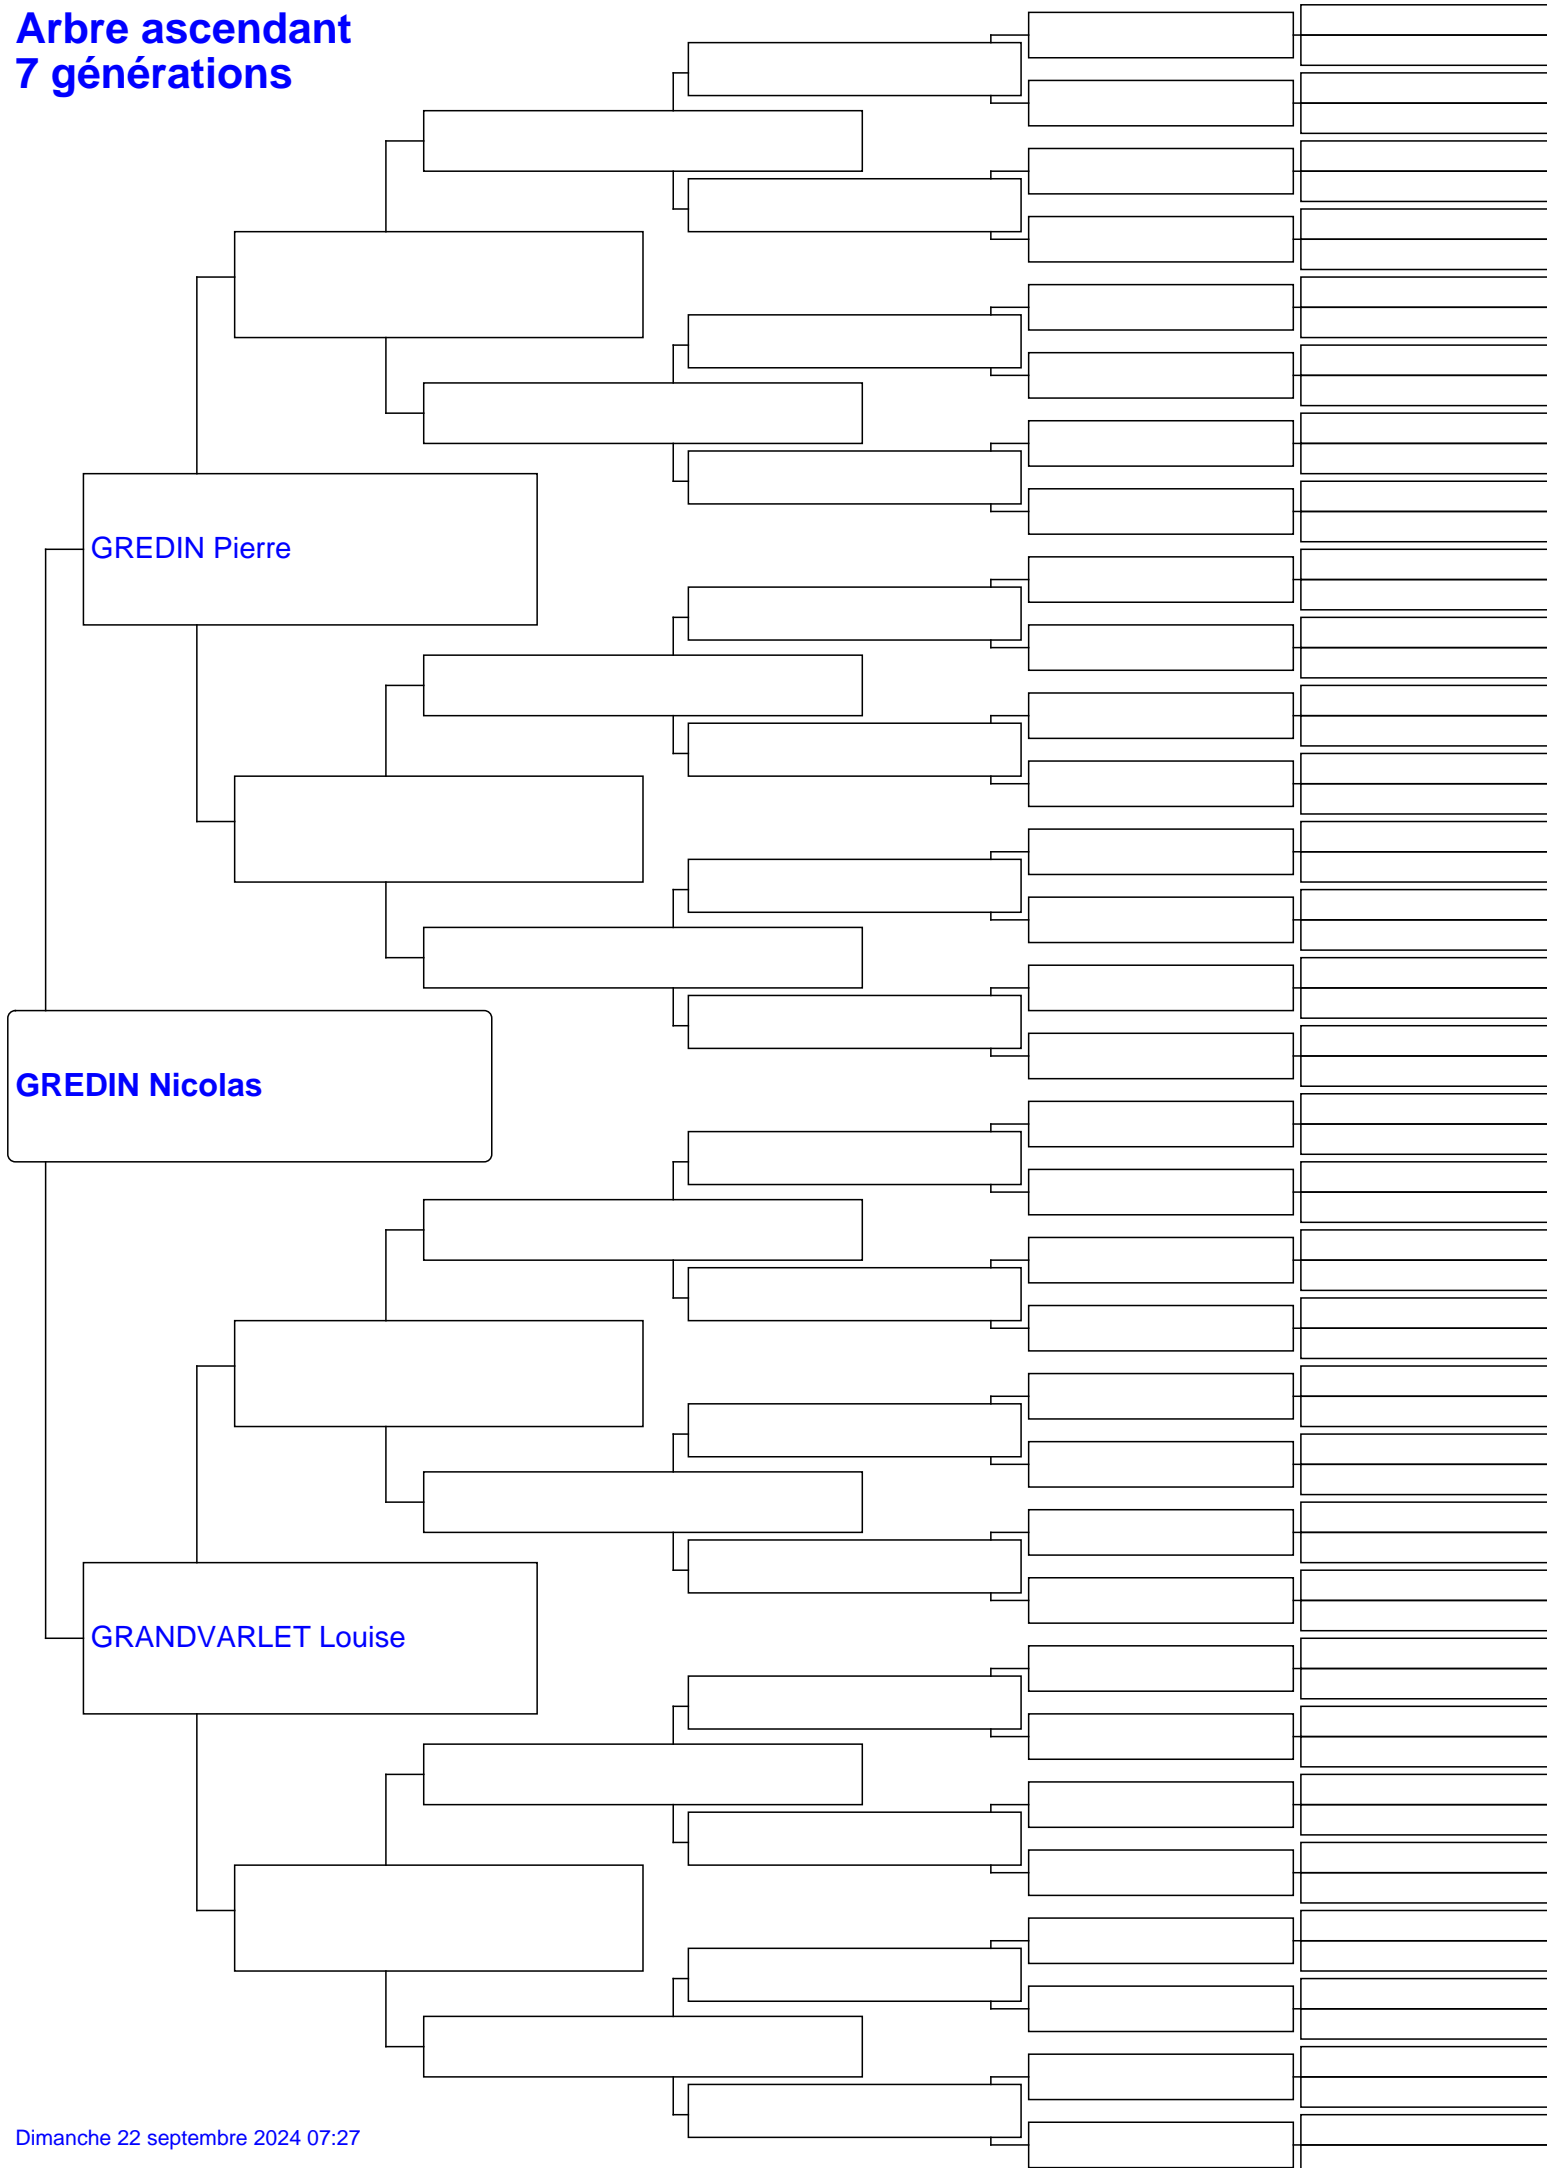 Arbre ascendant
7 générations
GREDIN Pierre
GREDIN Nicolas
GRANDVARLET Louise
Dimanche 22 septembre 2024 07:27